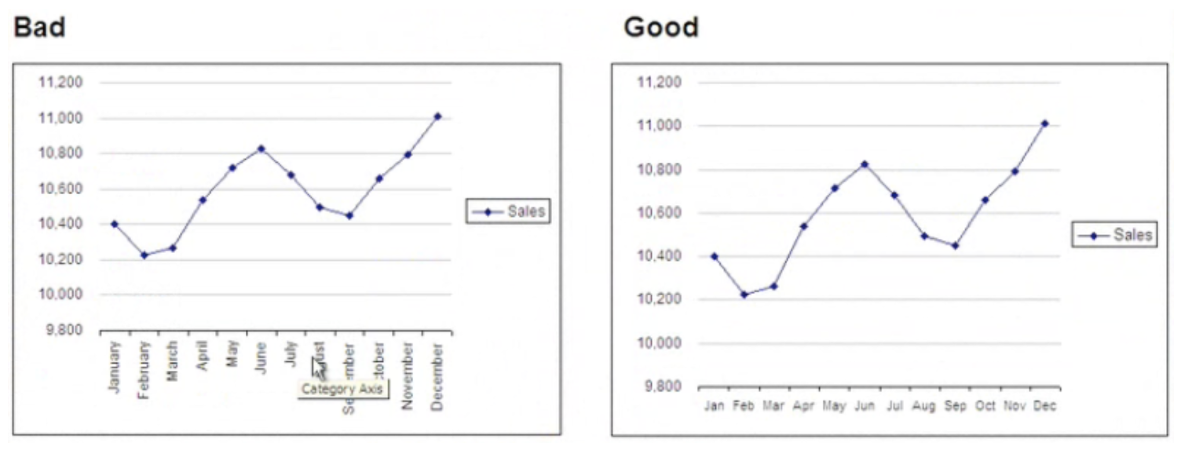 Bad
11,200
11,000
10,800
10,600
10,400
10,200
10,000
9,800
January
February
March
April
May
June
July
November
December
Category Axis
Sales
Good
11,200
11,000
10,800
10,600
10,400
10,200
10,000
9,800
Jan Feb Mar Apr May Jun Jul Aug Sep Oct Nov Dec
Sales